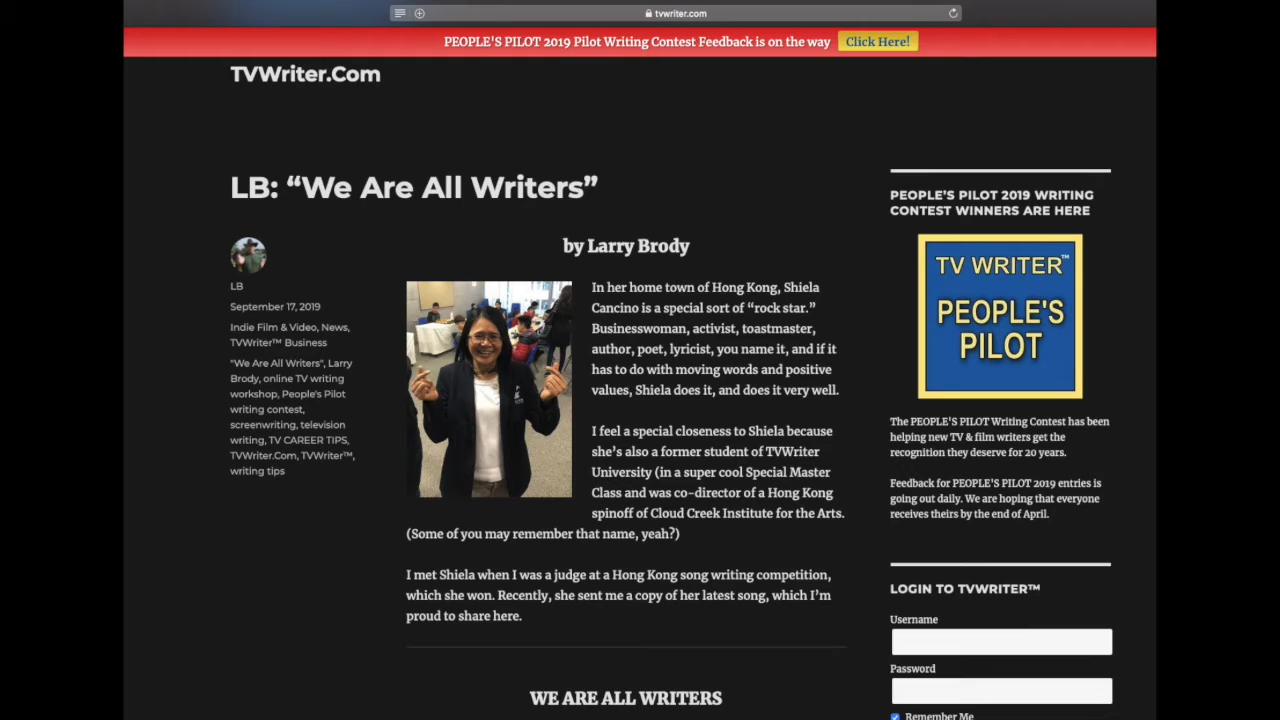 tvwriter.com
PEOPLE'S PILOT 2019 Pilot Writing Contest Feedback is on the way Click Here!
TVWriter.Com
LB: “We Are All Writers”
LB
September 17, 2019
Indie Film & Video, News,
TVWriter™ Business
"We Are All Writers", Larry
Brody, online TV writing
workshop, People's Pilot
writing contest,
screenwriting, television
writing, TV CAREER TIPS,
TVWriter.Com, TVWriter™,
writing tips
by Larry Brody
In her home town of Hong Kong, Shiela
Cancino is a special sort of “rock star.”
Businesswoman, activist, toastmaster,
author, poet, lyricist, you name it, and if it
has to do with moving words and positive
values, Shiela does it, and does it very well.
I feel a special closeness to Shiela because
she’s also a former student of TVWriter
University (in a super cool Special Master
Class and was co-director of a Hong Kong
spinoff of Cloud Creek Institute for the Arts.
(Some of you may remember that name, yeah?)
I met Shiela when I was a judge at a Hong Kong song writing competition,
which she won. Recently, she sent me a copy of her latest song, which I’m
proud to share here.
WE ARE ALL WRITERS
PEOPLE’S PILOT 2019 WRITING
CONTEST WINNERS ARE HERE
TV WRITER™
PEOPLE'S
PILOT
The PEOPLE'S PILOT Writing Contest has been
helping new TV & film writers get the
recognition they deserve for 20 years.
Feedback for PEOPLE'S PILOT 2019 entries is
going out daily. We are hoping that everyone
receives theirs by the end of April.
LOGIN TO TVWRITER™
Username
Password
Remember Me